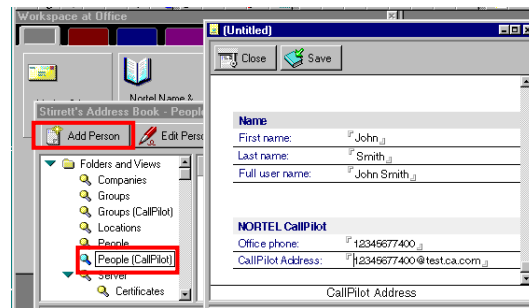 Workspace at Office
(Untitled)
Close
Save
Nortel Name &
Stirrett's Address Book - People
Add Person
Edit Perso
Folders and Views
Companies
Groups
Groups (CallPilot)
Locations
People
People (CallPilot)
Server
Certificates
Name
First name: John
Last name: Smith
Full user name: John Smith
NORTEL CallPilot
Office phone: 12345677400
CallPilot Address: 12345677400@test.ca.com
CallPilot Address